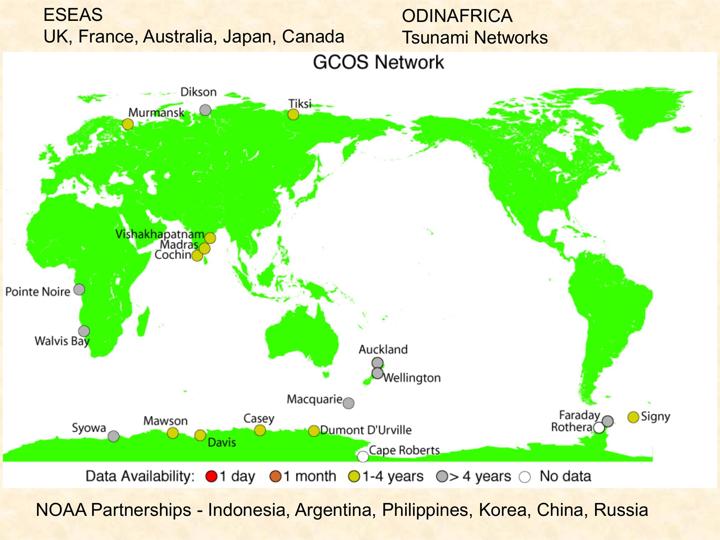 ESEAS
UK, France, Australia, Japan, Canada
ODINAFRICA
Tsunami Networks
GCOS Network
Dikson
Tiksi
Murmansk
Vishakhapatnam
Madras
Cochin
Pointe Noire
Walvis Bay
Auckland
Wellington
Macquarie
Faraday
Signy
Rothera
Casey
Mawson
Syowa
Dumont D'Urville
Davis
Cape Roberts
Data Availability: 1 day 1 month 1-4 years > 4 years No data
NOAA Partnerships - Indonesia, Argentina, Philippines, Korea, China, Russia